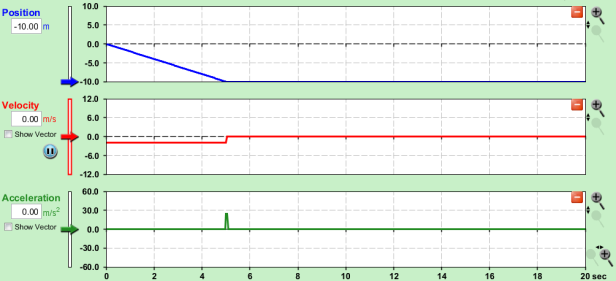 Position
-10.00 m
10.0
5.0
0.0
-5.0
-10.0
Velocity
0.00 m/s
Show Vector
12.0
6.0
0.0
-6.0
-12.0
Acceleration
0.00 m/s²
Show Vector
60.0
30.0
0.0
-30.0
-60.0
0 2 4 6 8 10 12 14 16 18 20 sec